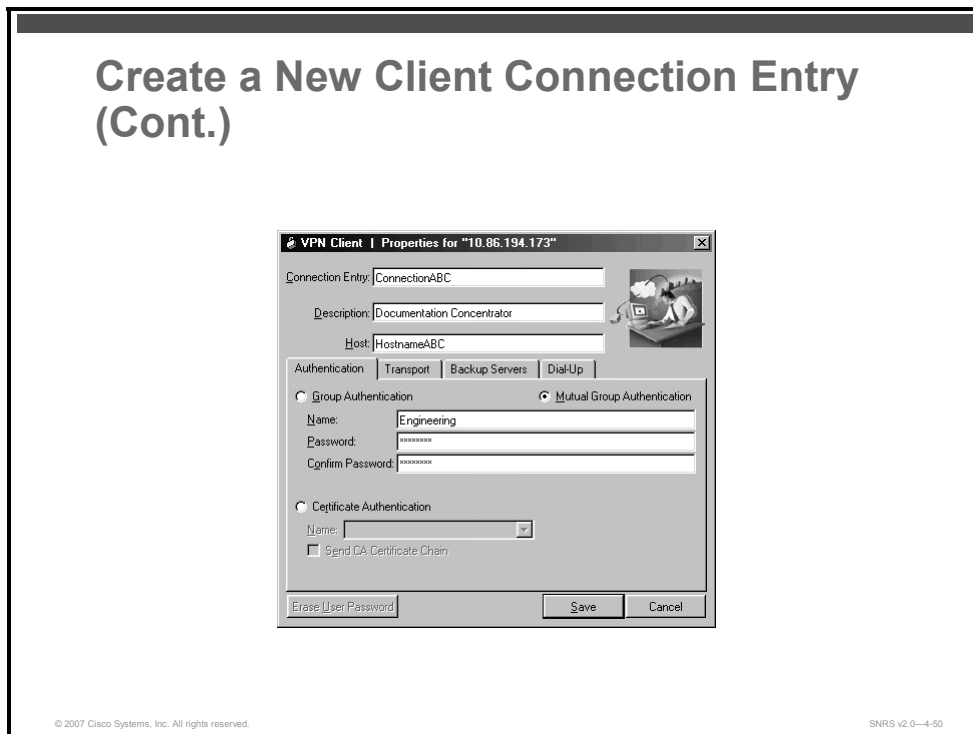 Create a New Client Connection Entry
(Cont.)
VPN Client | Properties for "10.86.194.173"
Connection Entry: ConnectionABC
Description: Documentation Concentrator
Host: HostnameABC
Authentication Transport Backup Servers Dial-Up
Group Authentication Mutual Group Authentication
Name: Engineering
Password: ********
Confirm Password: ********
Certificate Authentication
Name:
Send CA Certificate Chain
Erase User Password Save Cancel
© 2007 Cisco Systems, Inc. All rights reserved. SNRS v2.0—4-50